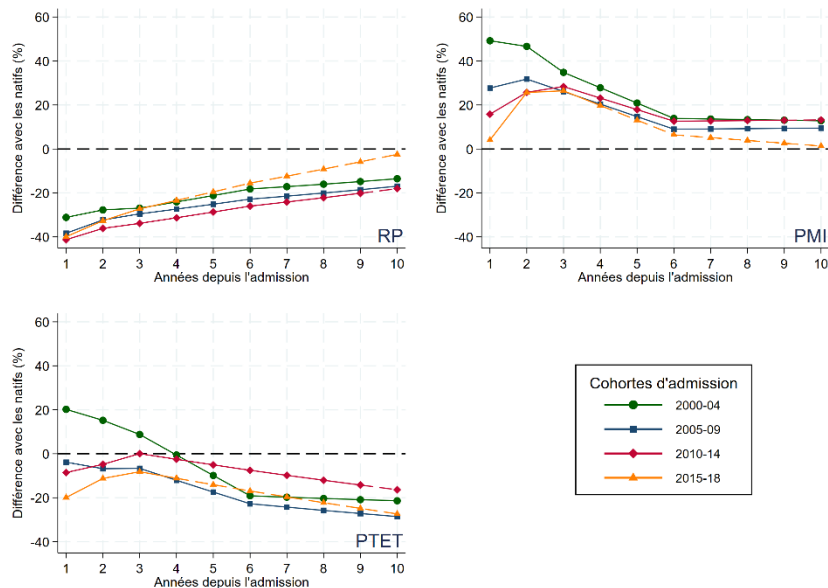 60
40
20
0
-20
-40
Différence avec les natifs (%)
1 2 3 4 5 6 7 8 9 10
Années depuis l'admission
RP
60
40
20
0
-20
-40
Différence avec les natifs (%)
1 2 3 4 5 6 7 8 9 10
Années depuis l'admission
PMI
60
40
20
0
-20
-40
Différence avec les natifs (%)
1 2 3 4 5 6 7 8 9 10
Années depuis l'admission
PTET
Cohortes d'admission
2000-04
2005-09
2010-14
2015-18